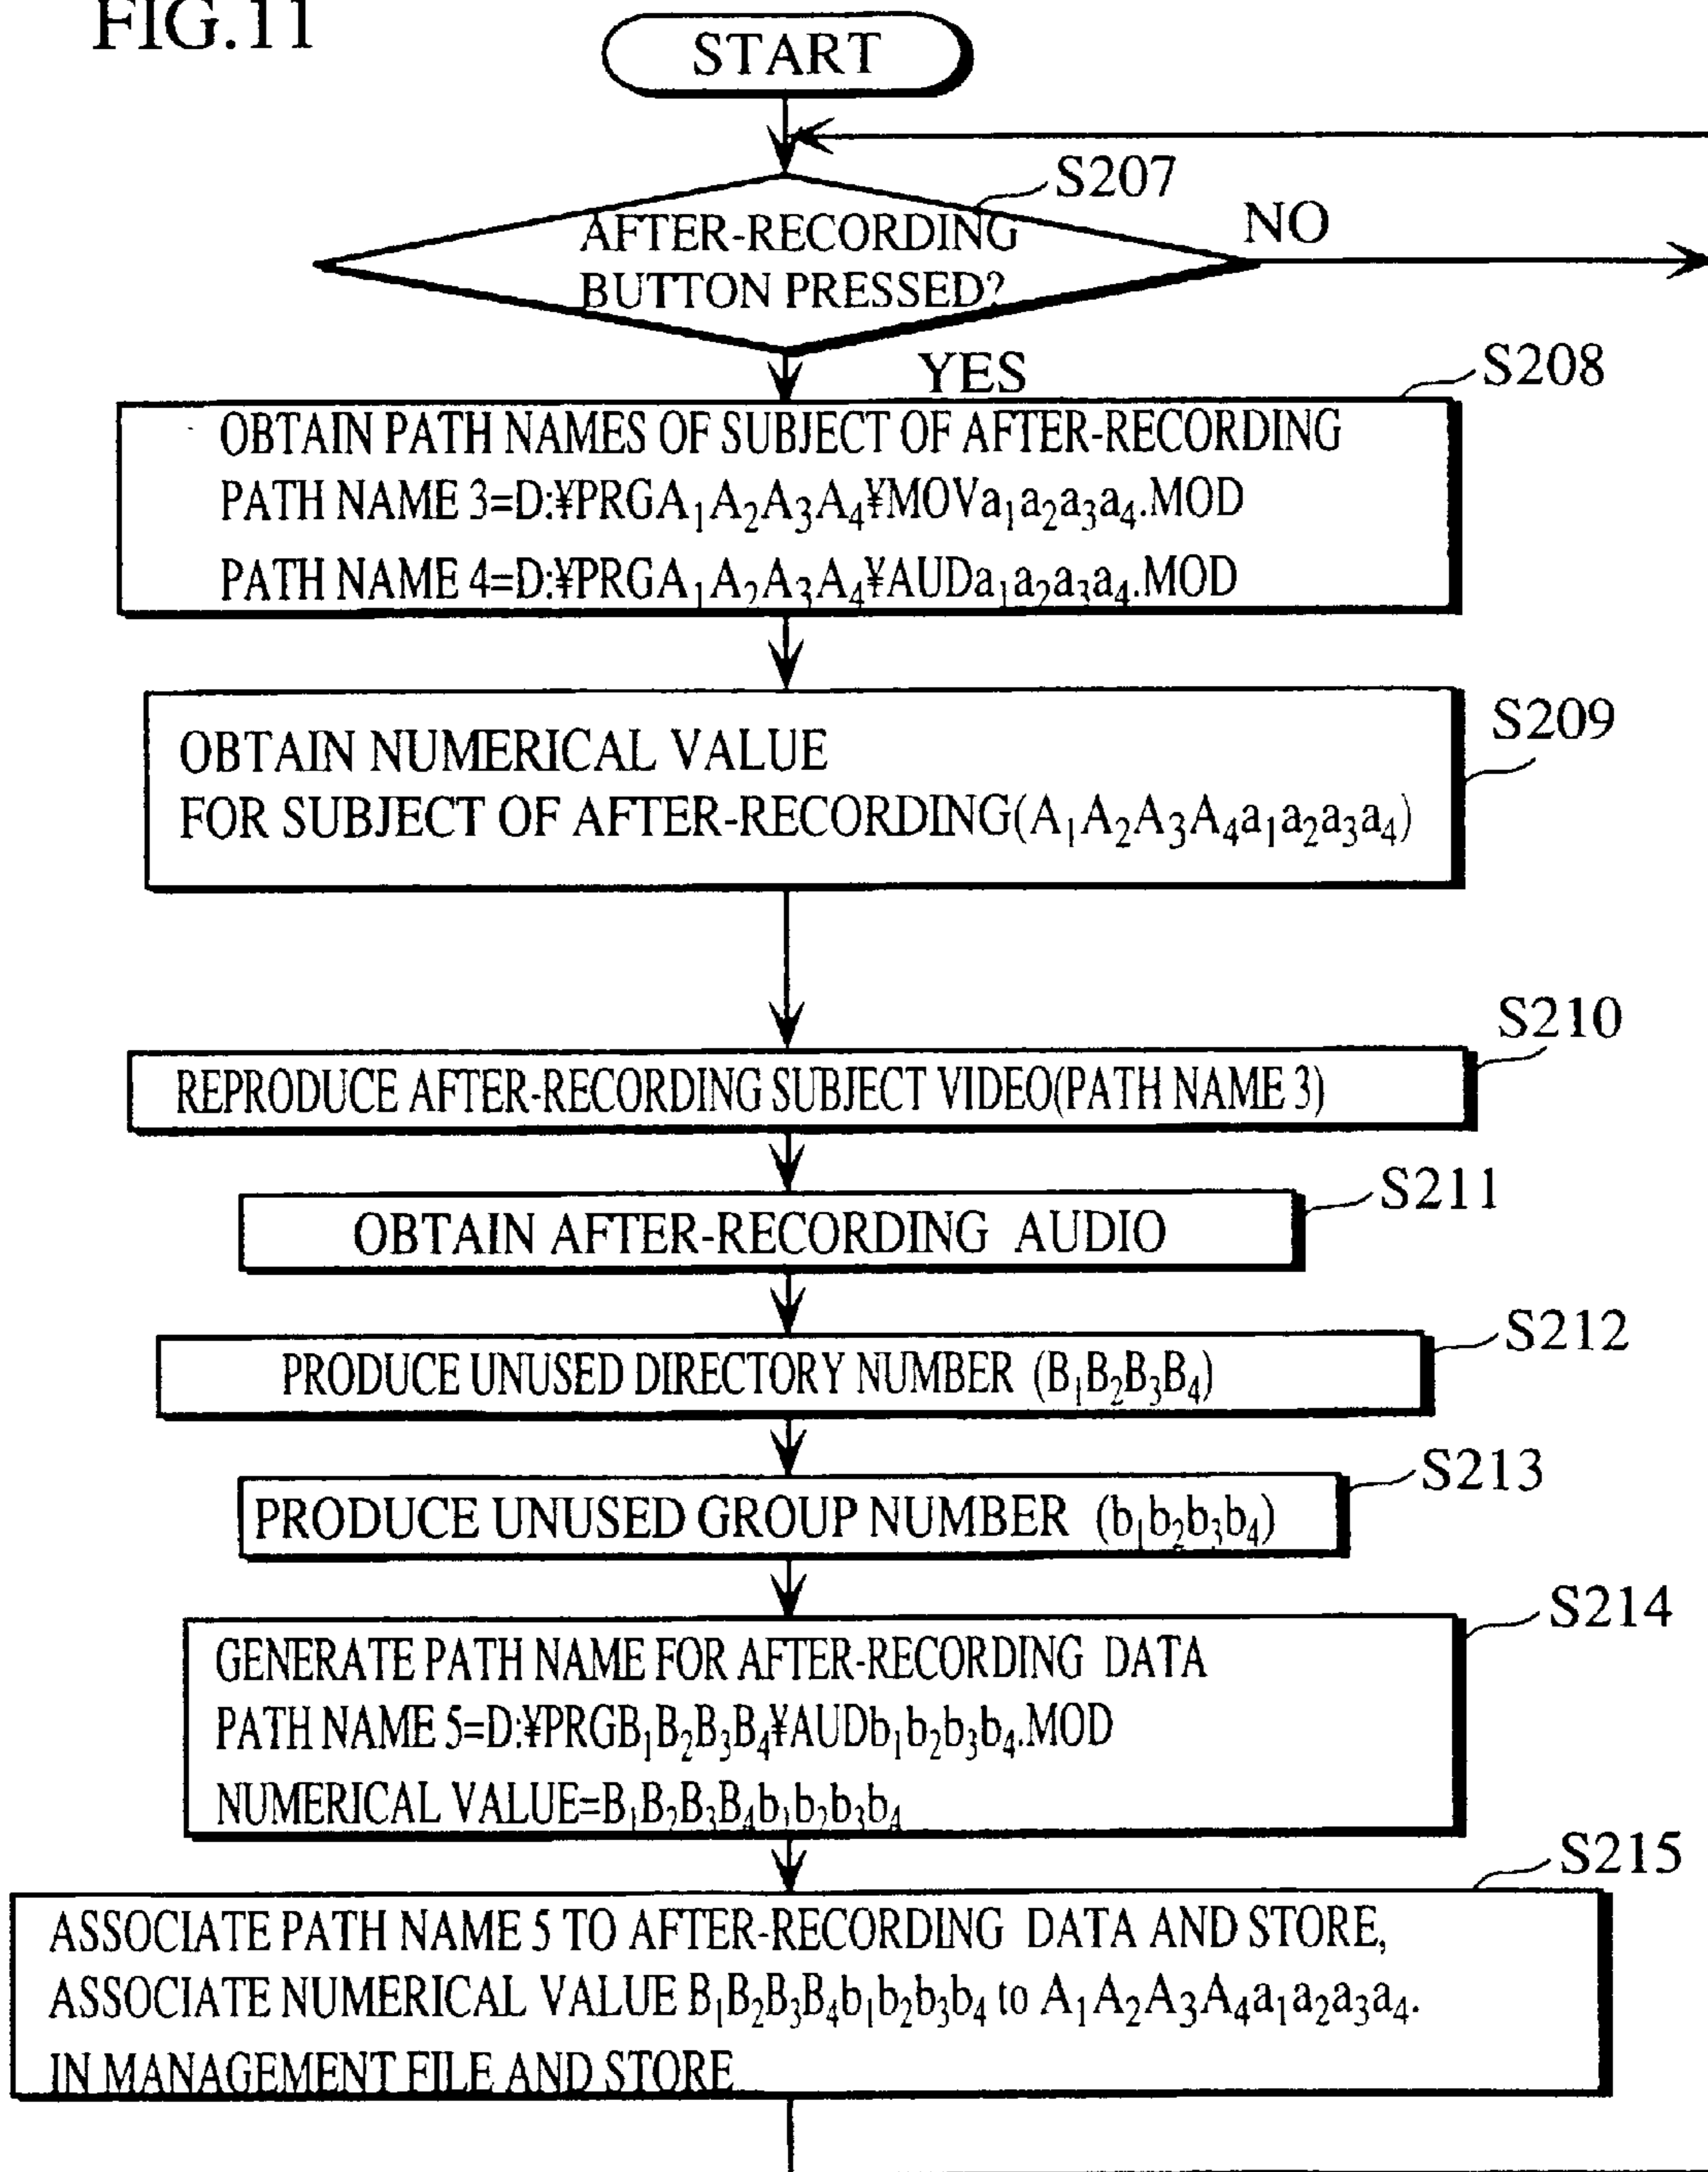 FIG.11
START
S207
AFTER-RECORDING
BUTTON PRESSED?
NO
YES
S208
OBTAIN PATH NAMES OF SUBJECT OF AFTER-RECORDING
PATH NAME 3=D:¥PRGA₁A₂A₃A₄¥MOVa₁a₂a₃a₄.MOD
PATH NAME 4=D:¥PRGA₁A₂A₃A₄¥AUDa₁a₂a₃a₄.MOD
S209
OBTAIN NUMERICAL VALUE
FOR SUBJECT OF AFTER-RECORDING(A₁A₂A₃A₄a₁a₂a₃a₄)
S210
REPRODUCE AFTER-RECORDING SUBJECT VIDEO(PATH NAME 3)
S211
OBTAIN AFTER-RECORDING AUDIO
S212
PRODUCE UNUSED DIRECTORY NUMBER (B₁B₂B₃B₄)
S213
PRODUCE UNUSED GROUP NUMBER (b₁b₂b₃b₄)
S214
GENERATE PATH NAME FOR AFTER-RECORDING DATA
PATH NAME 5=D:¥PRGB₁B₂B₃B₄¥AUDb₁b₂b₃b₄.MOD
NUMERICAL VALUE=B₁B₂B₃B₄b₁b₂b₃b₄
S215
ASSOCIATE PATH NAME 5 TO AFTER-RECORDING DATA AND STORE,
ASSOCIATE NUMERICAL VALUE B₁B₂B₃B₄b₁b₂b₃b₄ to A₁A₂A₃A₄a₁a₂a₃a₄.
IN MANAGEMENT FILE AND STORE